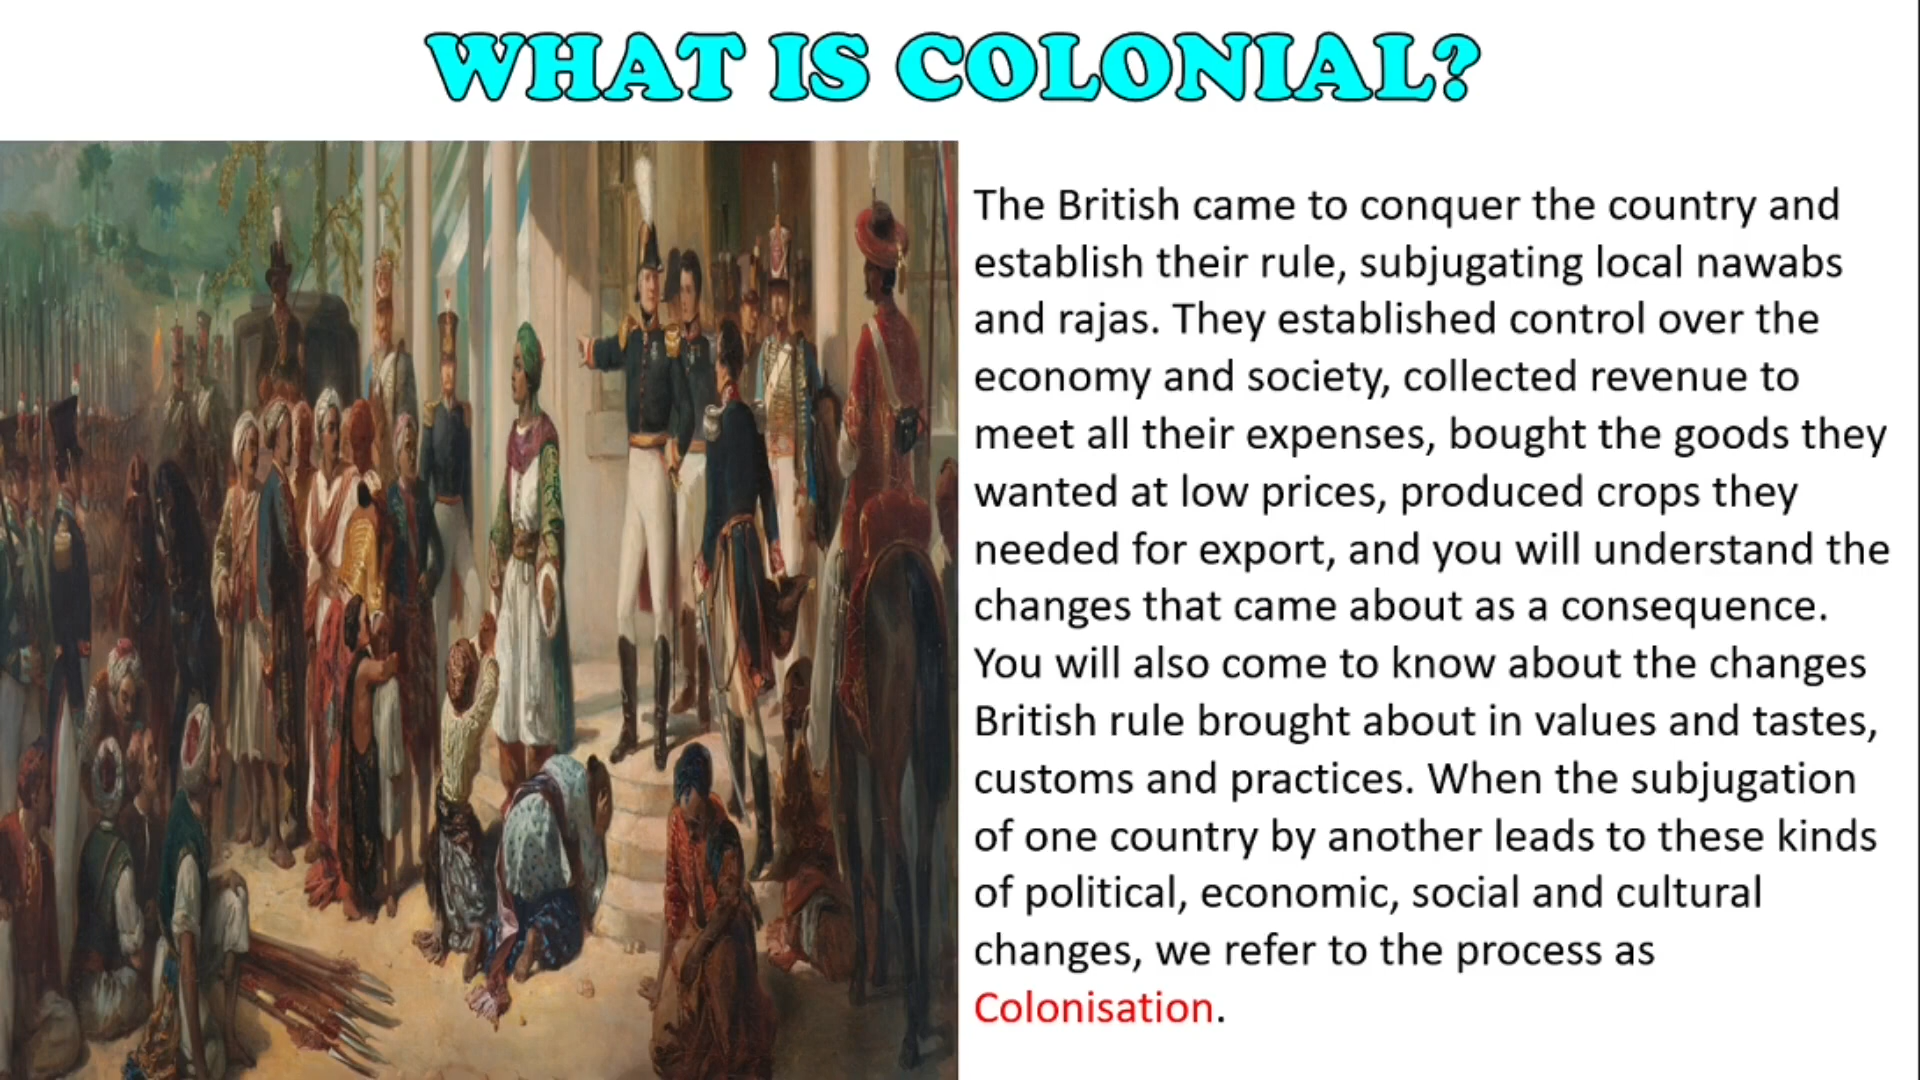 WHAT IS COLONIAL?
The British came to conquer the country and
establish their rule, subjugating local nawabs
and rajas. They established control over the
economy and society, collected revenue to
meet all their expenses, bought the goods they
wanted at low prices, produced crops they
needed for export, and you will understand the
changes that came about as a consequence.
You will also come to know about the changes
British rule brought about in values and tastes,
customs and practices. When the subjugation
of one country by another leads to these kinds
of political, economic, social and cultural
changes, we refer to the process as
Colonisation.